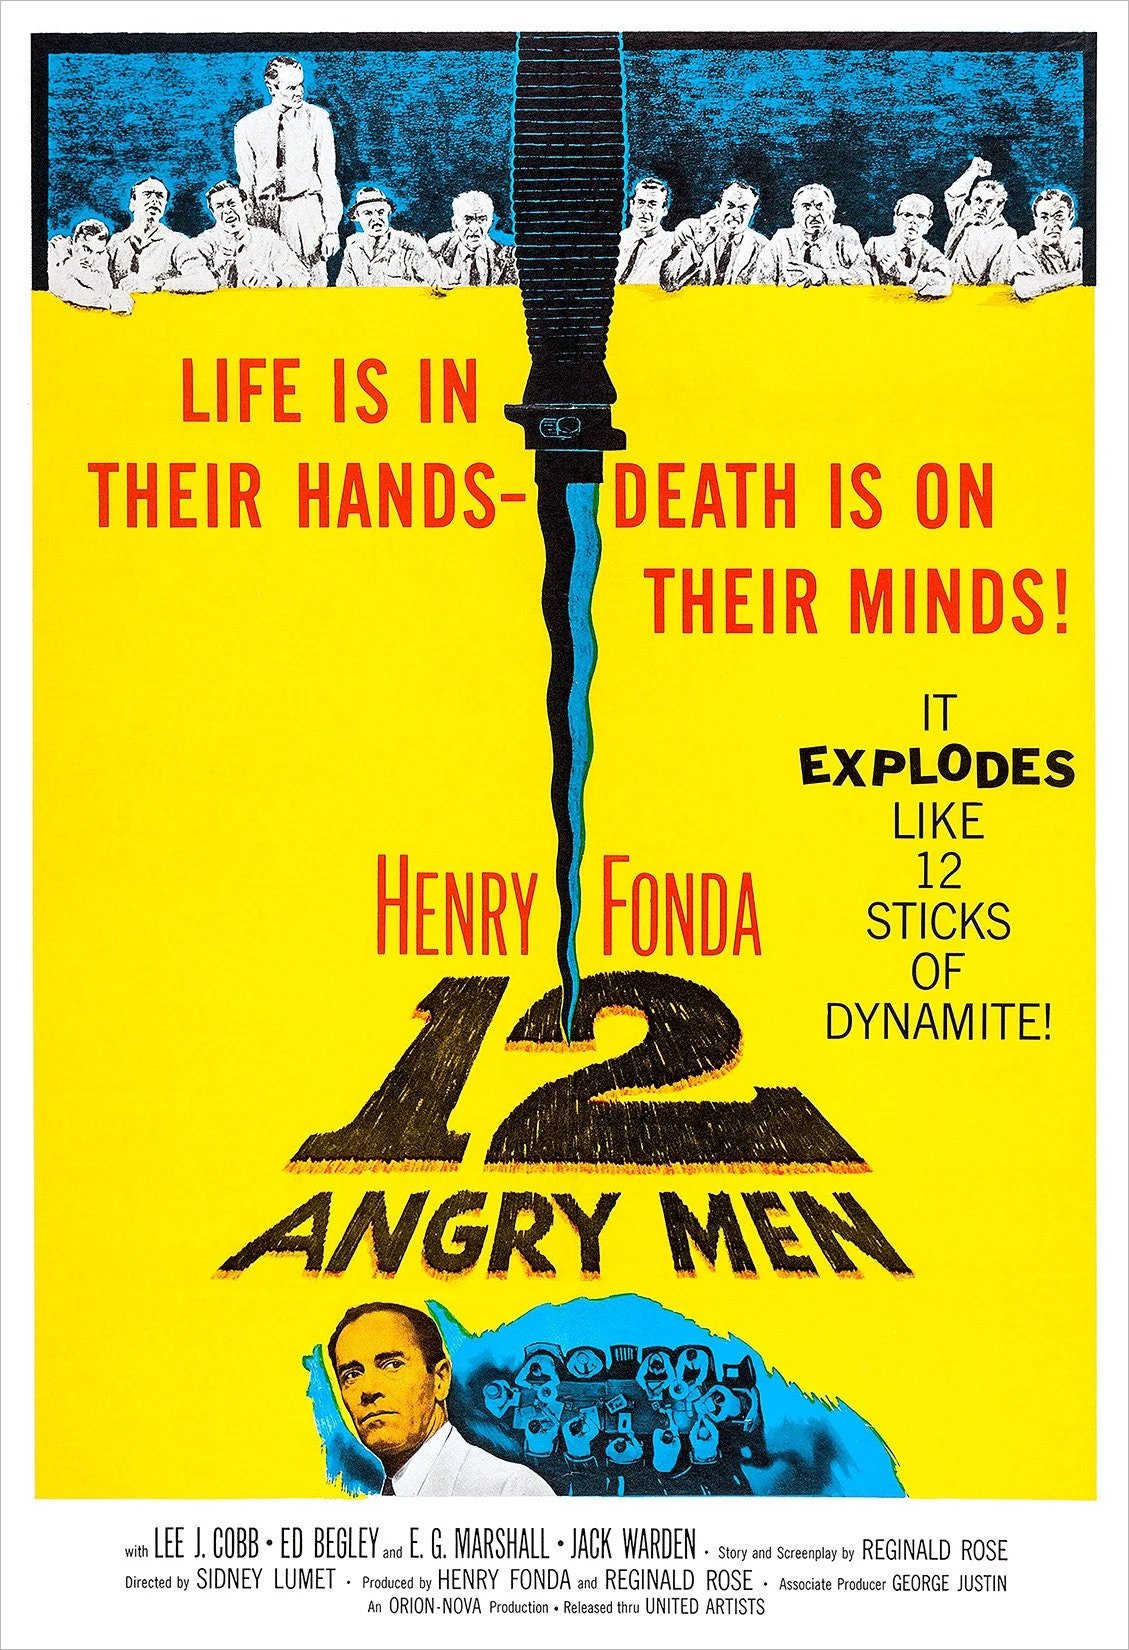 LIFE IS IN
THEIR HANDS– DEATH IS ON
THEIR MINDS!
IT
EXPLODES
LIKE
12
STICKS
OF
DYNAMITE!
HENRY FONDA
12
ANGRY MEN
with LEE J. COBB • ED BEGLEY and E. G. MARSHALL • JACK WARDEN • Story and Screenplay by REGINALD ROSE
Directed by SIDNEY LUMET • Produced by HENRY FONDA and REGINALD ROSE • Associate Producer GEORGE JUSTIN
An ORION-NOVA Production • Released thru UNITED ARTISTS